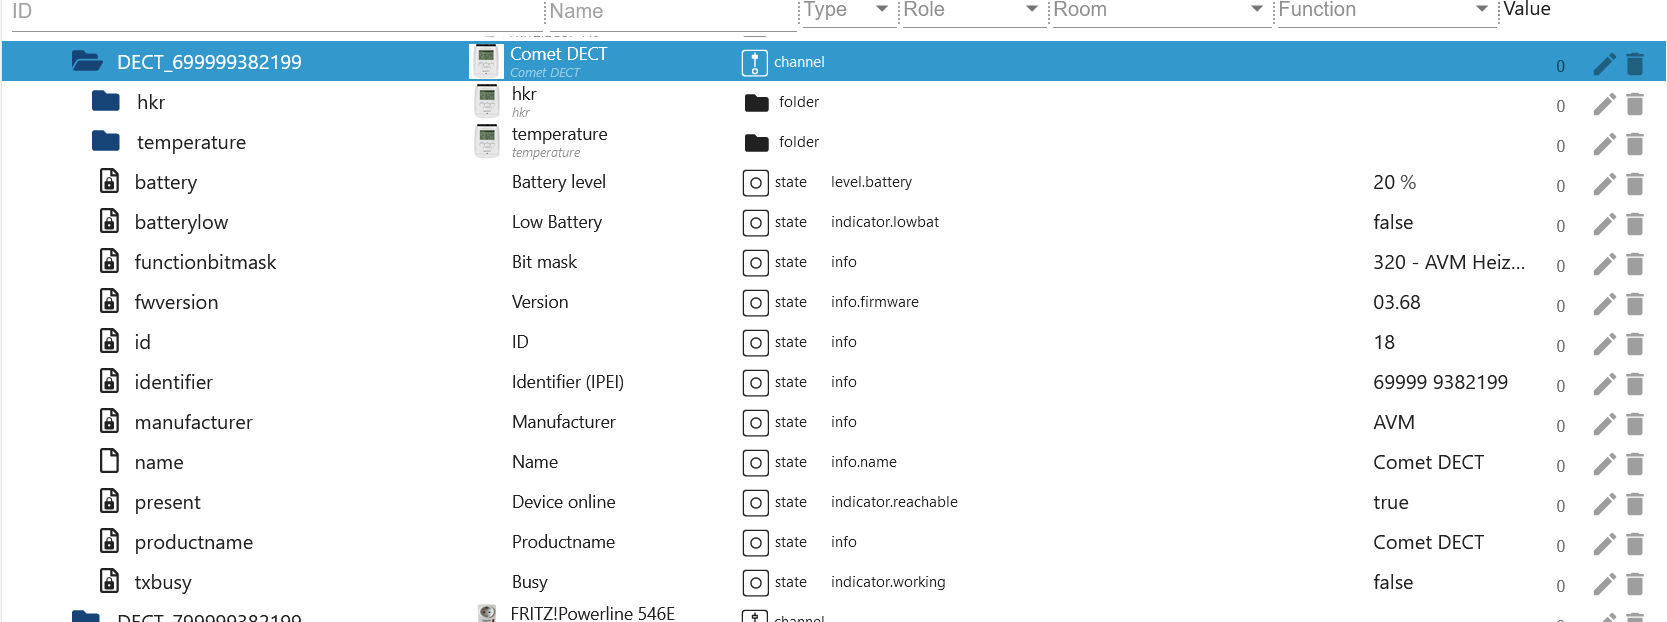 ID Name Type Role Room Function Value
DECT_699999382199 Comet DECT channel 0
Comet DECT
hkr hkr folder 0
hkr
temperature temperature folder 0
temperature
battery Battery level state level.battery 20 % 0
batterylow Low Battery state indicator.lowbat false 0
functionbitmask Bit mask state info 320 - AVM Heiz... 0
fwversion Version state info.firmware 03.68 0
id ID state info 18 0
identifier Identifier (IPEI) state info 69999 9382199 0
manufacturer Manufacturer state info AVM 0
name Name state info.name Comet DECT 0
present Device online state indicator.reachable true 0
productname Productname state info Comet DECT 0
txbusy Busy state indicator.working false 0
DECT_799999382199 FRITZ!Powerline 546E channel